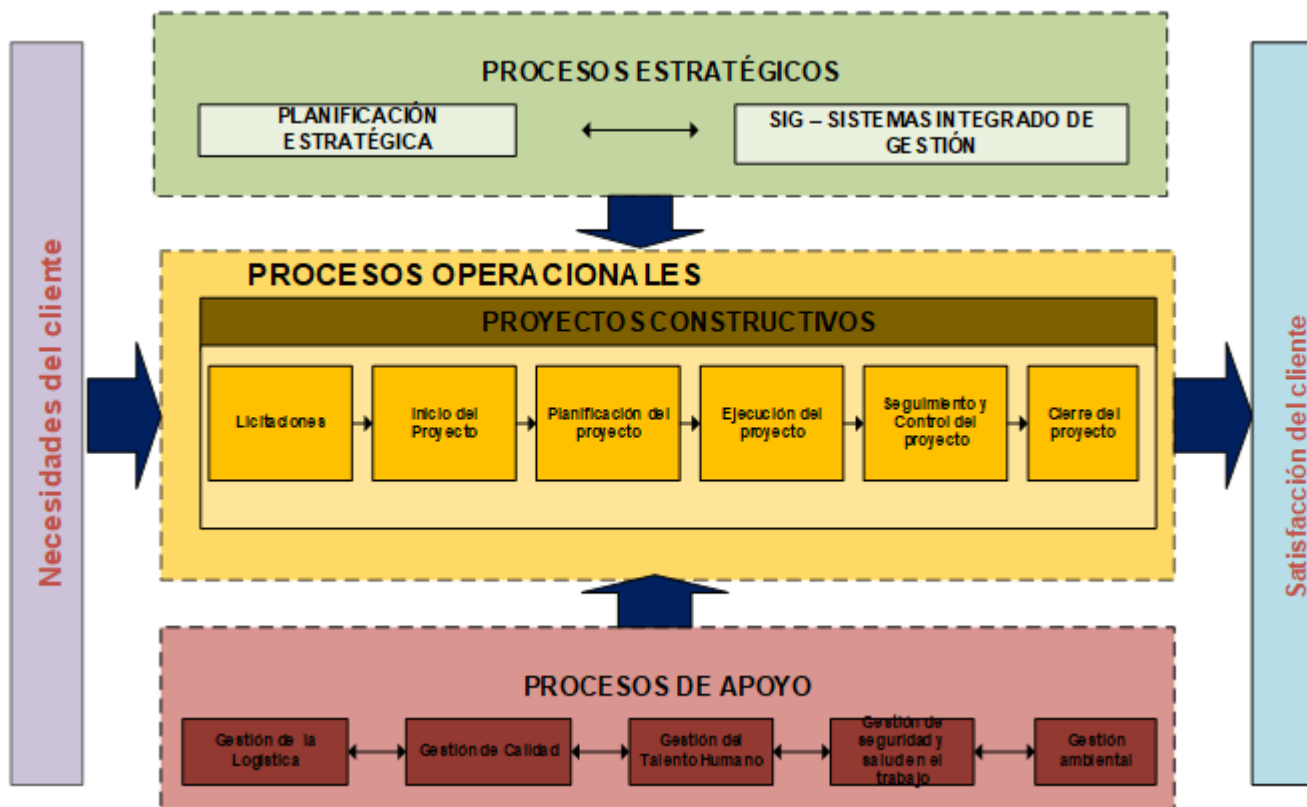 PROCESOS ESTRATÉGICOS
PLANIFICACIÓN
ESTRATÉGICA
SIG – SISTEMAS INTEGRADO DE
GESTIÓN
Necesidades del cliente
PROCESOS OPERACIONALES
PROYECTOS CONSTRUCTIVOS
Licitaciones
Inicio del
Proyecto
Planificación del
proyecto
Ejecución del
proyecto
Seguimiento y
Control del
proyecto
Cierre del
proyecto
Satisfacción del cliente
PROCESOS DE APOYO
Gestión de la
Logística
Gestión de Calidad
Gestión del
Talento Humano
Gestión de
seguridad y
salud en el
trabajo
Gestión
ambiental